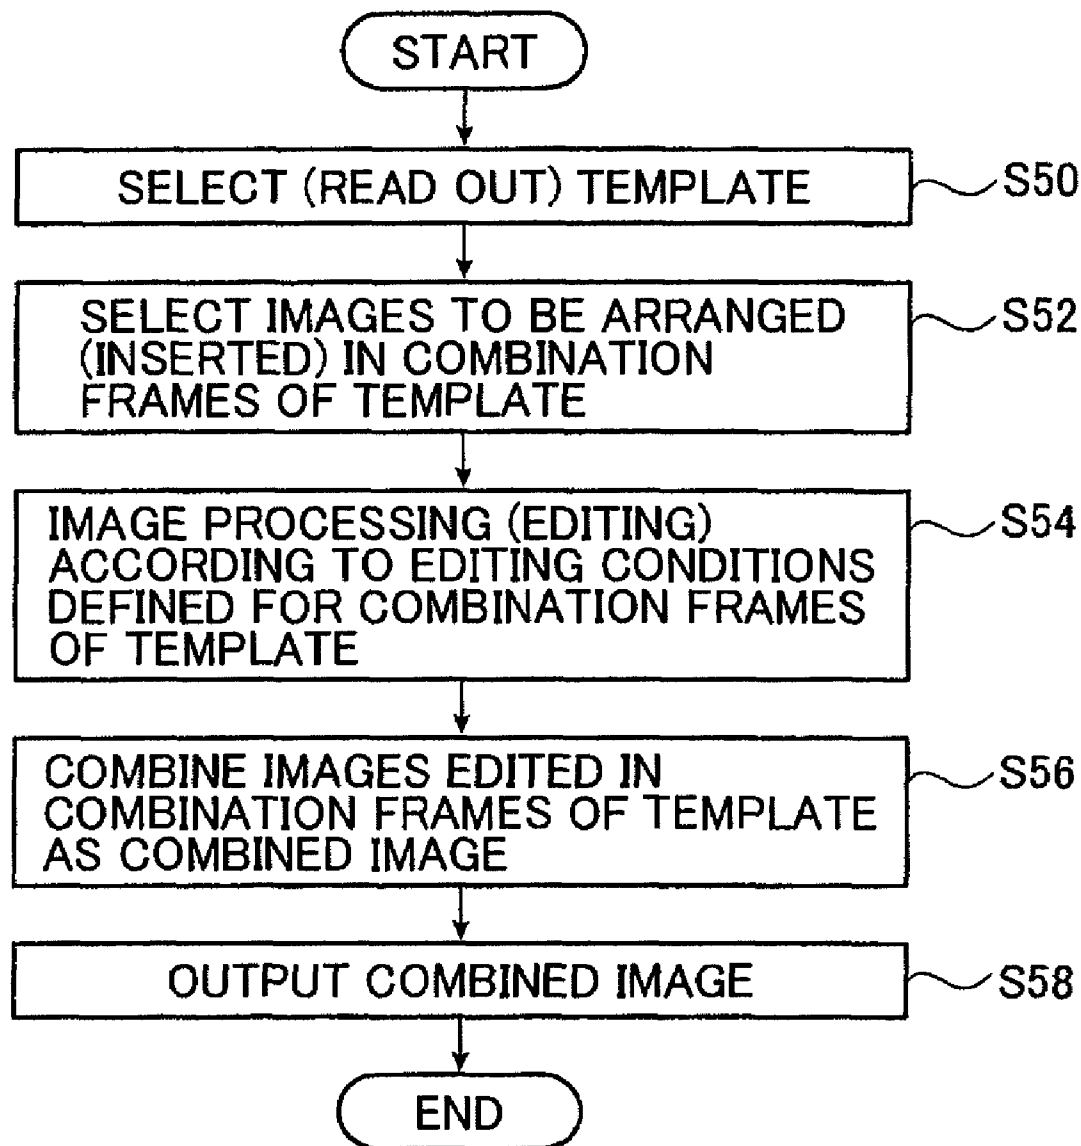 START
SELECT (READ OUT) TEMPLATE
S50
SELECT IMAGES TO BE ARRANGED
(INSERTED) IN COMBINATION
FRAMES OF TEMPLATE
S52
IMAGE PROCESSING (EDITING)
ACCORDING TO EDITING CONDITIONS
DEFINED FOR COMBINATION FRAMES
OF TEMPLATE
S54
COMBINE IMAGES EDITED IN
COMBINATION FRAMES OF TEMPLATE
AS COMBINED IMAGE
S56
OUTPUT COMBINED IMAGE
S58
END